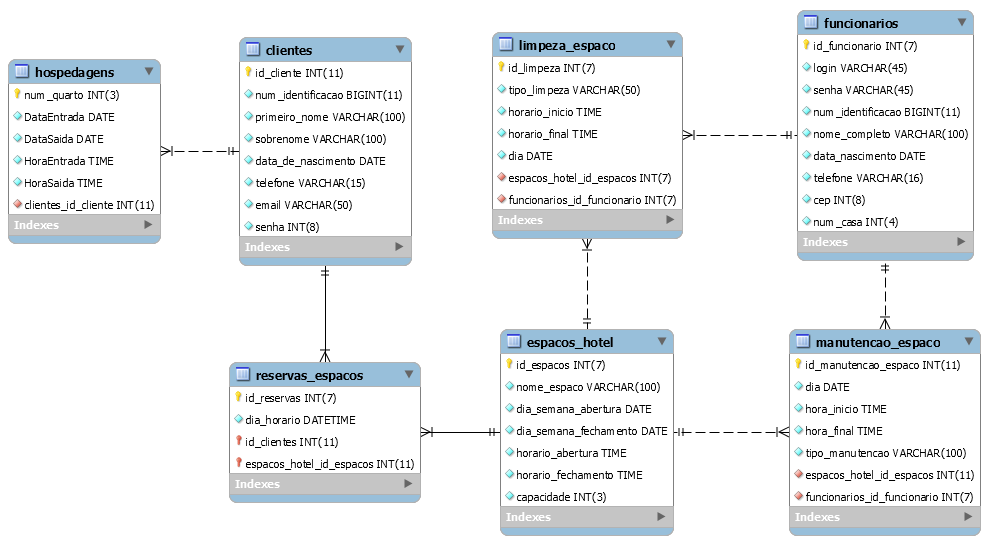 hospedagens
num_quarto INT(3)
DataEntrada DATE
DataSaida DATE
HoraEntrada TIME
HoraSaida TIME
clientes_id_cliente INT(11)
Indexes
clientes
id_cliente INT(11)
num_identificacao BIGINT(11)
primeiro_nome VARCHAR(100)
sobrenome VARCHAR(100)
data_de_nascimento DATE
telefone VARCHAR(15)
email VARCHAR(50)
senha INT(8)
Indexes
limpeza_espaco
id_limpeza INT(7)
tipo_limpeza VARCHAR(50)
horario_inicio TIME
horario_final TIME
dia DATE
espacos_hotel_id_espacos INT(7)
funcionarios_id_funcionario INT(7)
Indexes
funcionarios
id_funcionario INT(7)
login VARCHAR(45)
senha VARCHAR(45)
num_identificacao BIGINT(11)
nome_completo VARCHAR(100)
data_nascimento DATE
telefone VARCHAR(16)
cep INT(8)
num_casa INT(4)
Indexes
reservas_espacos
id_reservas INT(7)
dia_horario DATETIME
id_clientes INT(11)
espacos_hotel_id_espacos INT(11)
Indexes
espacos_hotel
id_espacos INT(7)
nome_espaco VARCHAR(100)
dia_semana_abertura DATE
dia_semana_fechamento DATE
horario_abertura TIME
horario_fechamento TIME
capacidade INT(3)
Indexes
manutencao_espaco
id_manutencao_espaco INT(11)
dia DATE
hora_inicio TIME
hora_final TIME
tipo_manutencao VARCHAR(100)
espacos_hotel_id_espacos INT(11)
funcionarios_id_funcionario INT(7)
Indexes